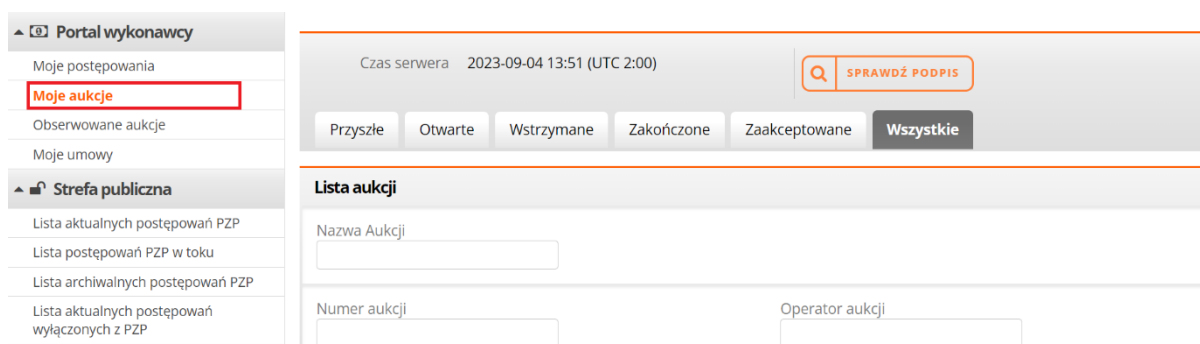 Portal wykonawcy
Moje postępowania
Moje aukcje
Obserwowane aukcje
Moje umowy
Strefa publiczna
Lista aktualnych postępowań PZP
Lista postępowań PZP w toku
Lista archiwalnych postępowań PZP
Lista aktualnych postępowań
wyłączonych z PZP
Czas serwera 2023-09-04 13:51 (UTC 2:00)
SPRAWDŹ PODPIS
Przyszłe Otwarte Wstrzymane Zakończone Zaakceptowane Wszystkie
Lista aukcji
Nazwa Aukcji
Numer aukcji Operator aukcji